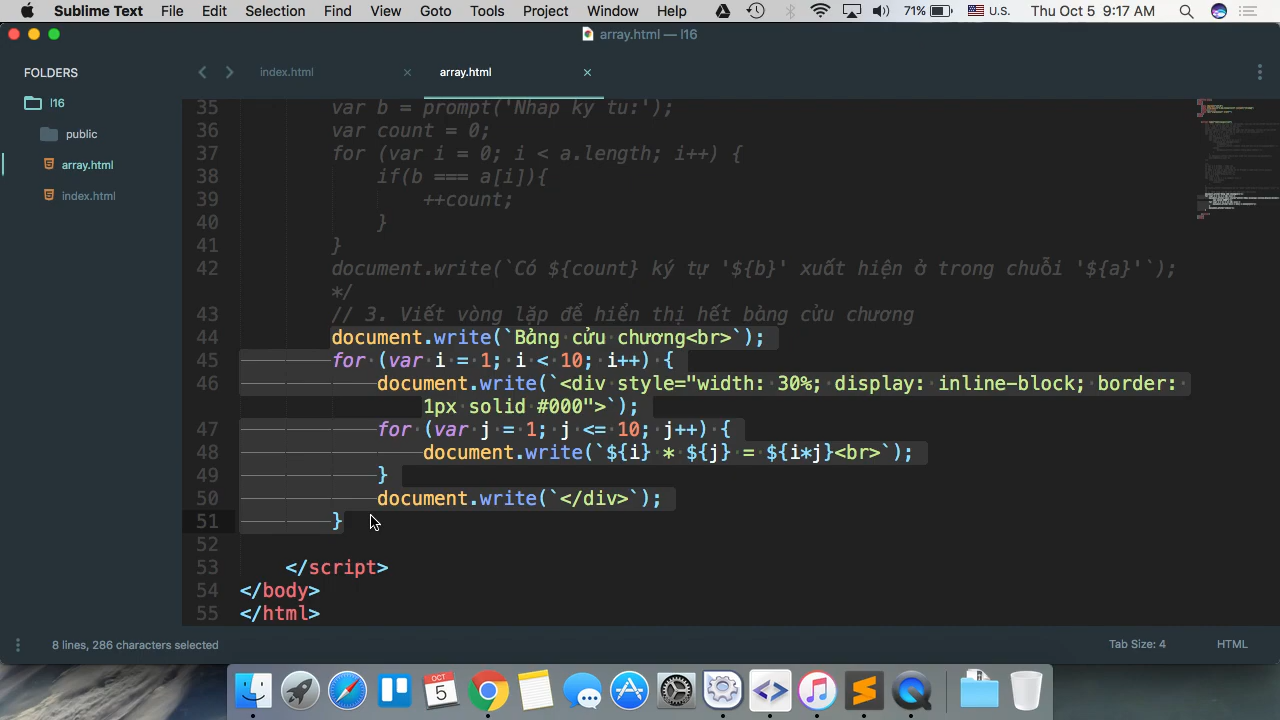 Sublime Text File Edit Selection Find View Goto Tools Project Window Help 71% U.S. Thu Oct 5 9:17 AM
array.html — l16
FOLDERS
l16
public
array.html
index.html
index.html × array.html ×
35 var b = prompt('Nhap ky tu:');
36 var count = 0;
37 for (var i = 0; i < a.length; i++) {
38 if(b === a[i]){
39 ++count;
40 }
41 }
42 document.write(`Có ${count} ký tự '${b}' xuất hiện ở trong chuỗi '${a}'`);
*/
43 // 3. Viết vòng lặp để hiển thị hết bảng cửu chương
44 document.write(`Bảng cửu chương<br>`);
45 for (var i = 1; i < 10; i++) {
46 document.write(`<div style="width: 30%; display: inline-block; border:
1px solid #000">`);
47 for (var j = 1; j <= 10; j++) {
48 document.write(`${i} * ${j} = ${i*j}<br>`);
49 }
50 document.write(`</div>`);
51 }
52
53 </script>
54 </body>
55 </html>
8 lines, 286 characters selected Tab Size: 4 HTML
OCT
5